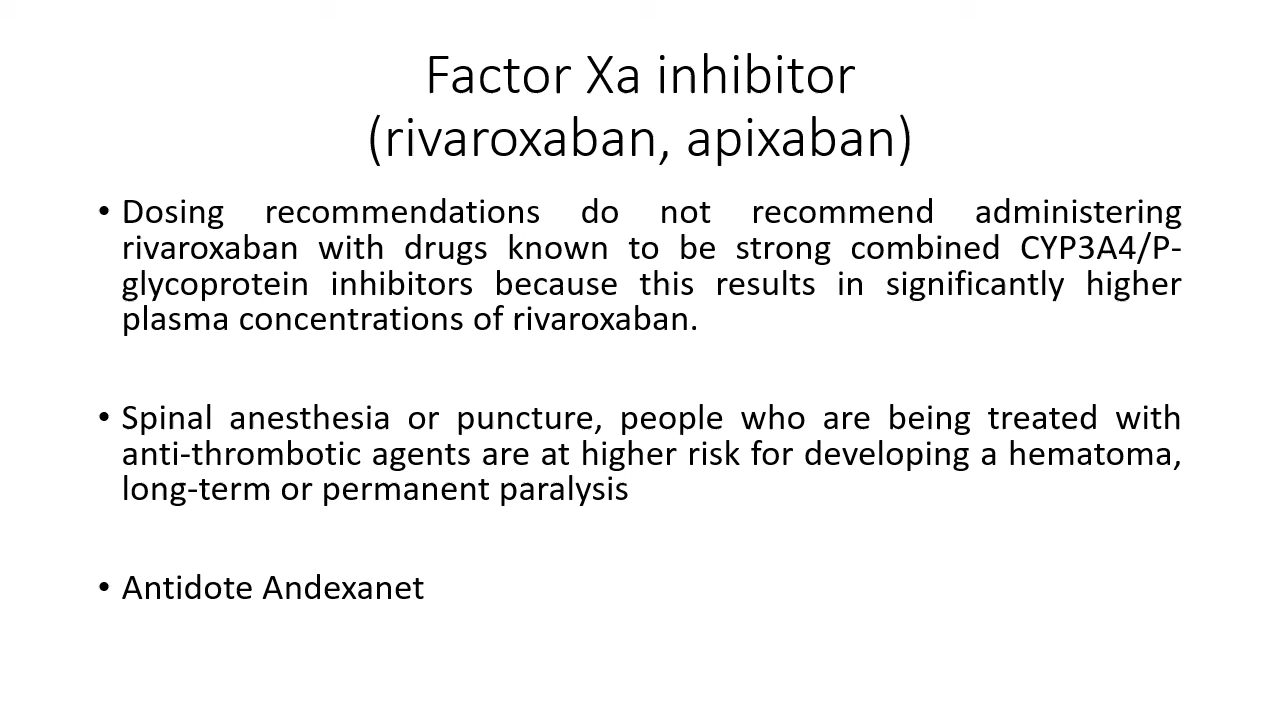 Factor Xa inhibitor
(rivaroxaban, apixaban)
• Dosing recommendations do not recommend administering
rivaroxaban with drugs known to be strong combined CYP3A4/P-
glycoprotein inhibitors because this results in significantly higher
plasma concentrations of rivaroxaban.
• Spinal anesthesia or puncture, people who are being treated with
anti-thrombotic agents are at higher risk for developing a hematoma,
long-term or permanent paralysis
• Antidote Andexanet